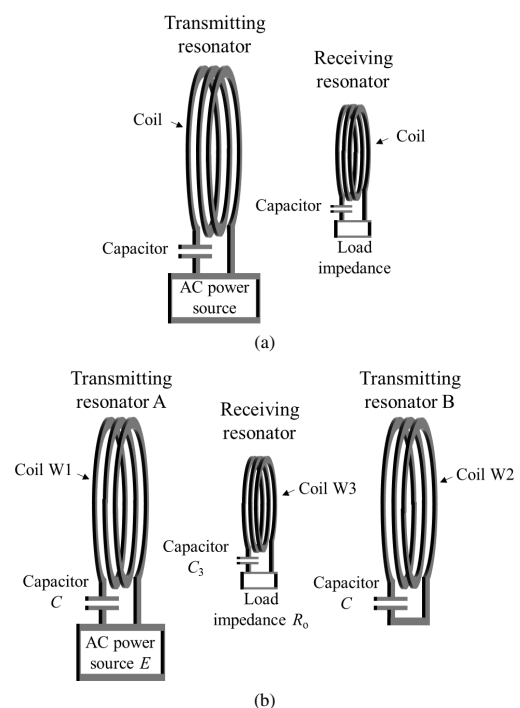 Transmitting
resonator
Receiving
resonator
Coil
Coil
Capacitor
Capacitor
Load
impedance
AC power
source
(a)
Transmitting
resonator A
Receiving
resonator
Transmitting
resonator B
Coil W1
Coil W3
Coil W2
Capacitor
C3
Capacitor
C
Capacitor
C
Load
impedance Ro
AC power
source E
(b)